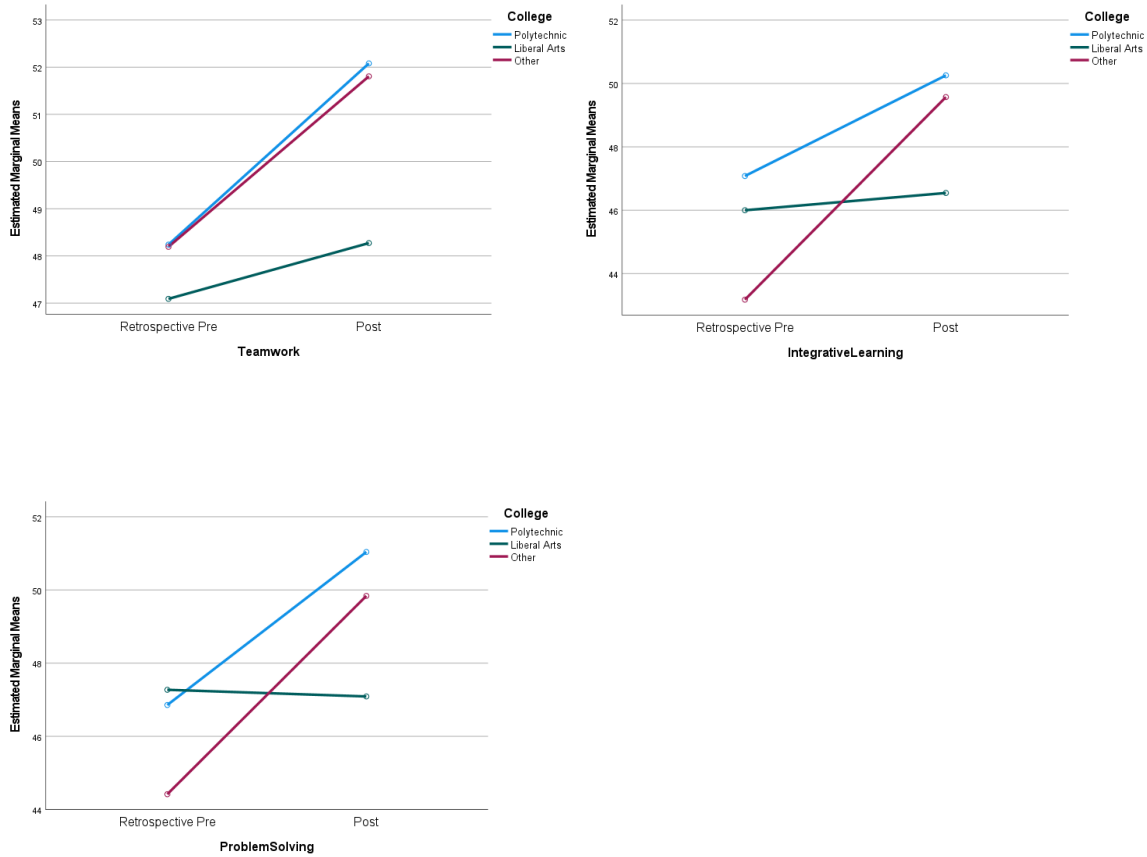 53
52
51
50
49
48
47
Estimated Marginal Means
Retrospective Pre
Post
Teamwork
College
Polytechnic
Liberal Arts
Other
52
50
48
46
44
Estimated Marginal Means
Retrospective Pre
Post
IntegrativeLearning
College
Polytechnic
Liberal Arts
Other
52
50
48
46
44
Estimated Marginal Means
Retrospective Pre
Post
ProblemSolving
College
Polytechnic
Liberal Arts
Other